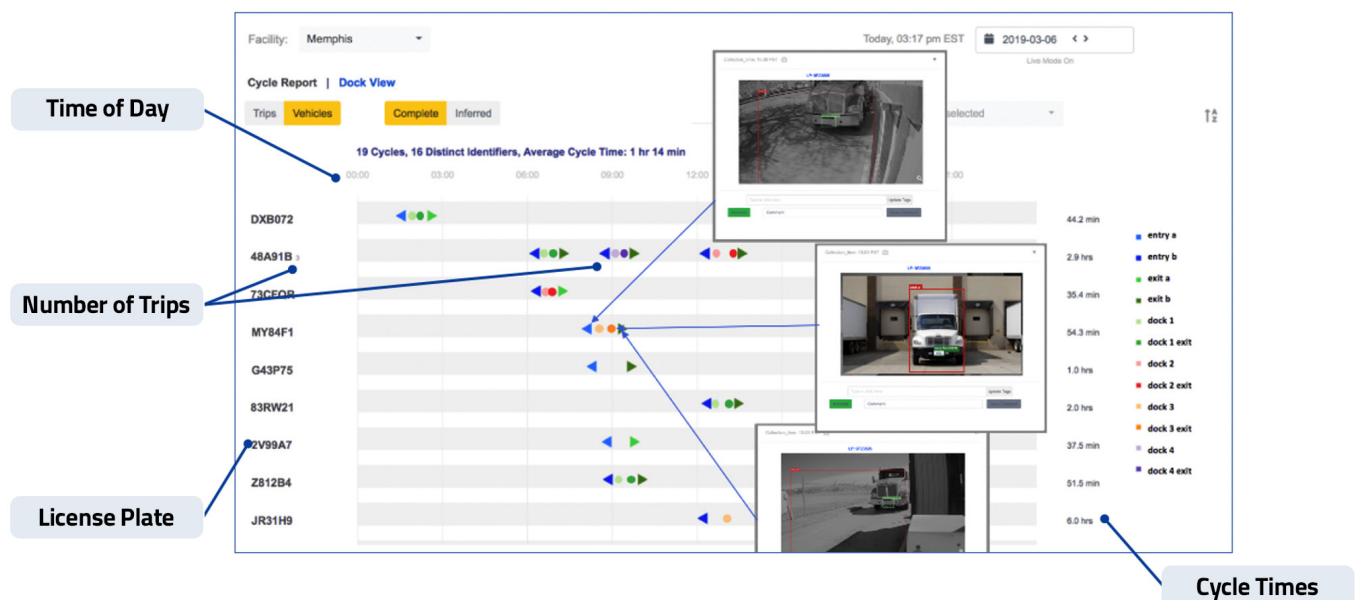 Facility: Memphis
Today, 03:17 pm EST
2019-03-06 < >
Live Mode On
Cycle Report | Dock View
Trips Vehicles Complete Inferred
selected
19 Cycles, 16 Distinct Identifiers, Average Cycle Time: 1 hr 14 min
00:00 03:00 06:00 09:00 12:00
Update Tags
Comment
Time of Day
Number of Trips
License Plate
Cycle Times
DXB072 44.2 min
48A91B 3 2.9 hrs
35.4 min
MY84F1 54.3 min
G43P75 1.0 hrs
83RW21 2.0 hrs
2V99A7 37.5 min
Z812B4 51.5 min
JR31H9 6.0 hrs
entry a
entry b
exit a
exit b
dock 1
dock 1 exit
dock 2
dock 2 exit
dock 3
dock 3 exit
dock 4
dock 4 exit
Update Tags
Comment